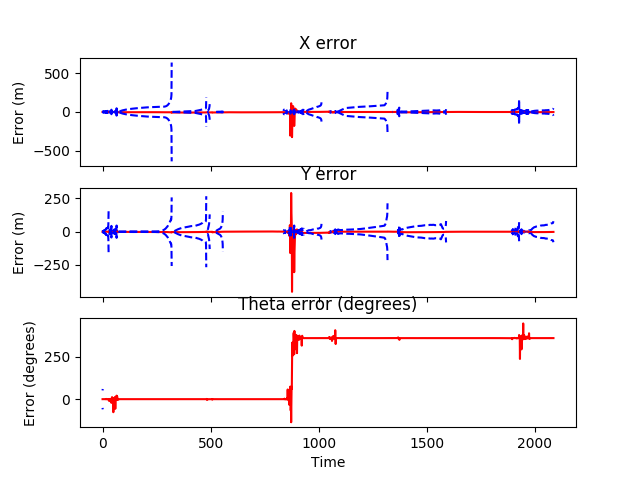 X error
500
0
−500
Error (m)
Y error
250
0
−250
Error (m)
Theta error (degrees)
250
0
Error (degrees)
0
500
1000
1500
2000
Time